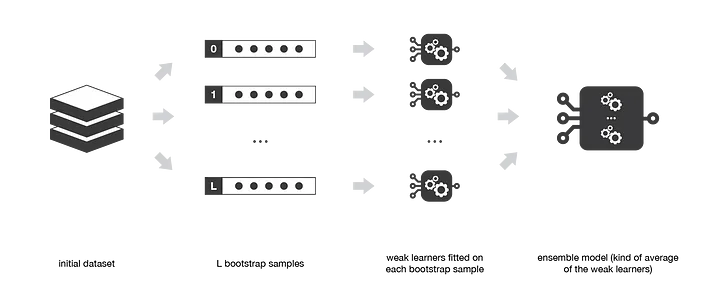 0
1
...
...
...
L
initial dataset
L bootstrap samples
weak learners fitted on
each bootstrap sample
ensemble model (kind of average
of the weak learners)